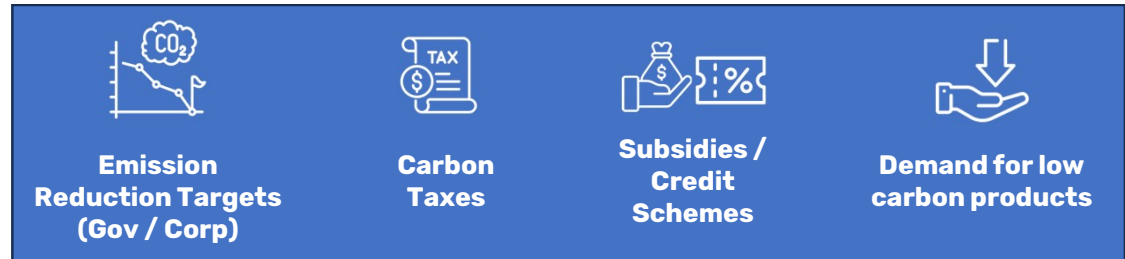 CO₂
Emission
Reduction Targets
(Gov / Corp)
TAX
$
Carbon
Taxes
$
%
Subsidies /
Credit
Schemes
Demand for low
carbon products